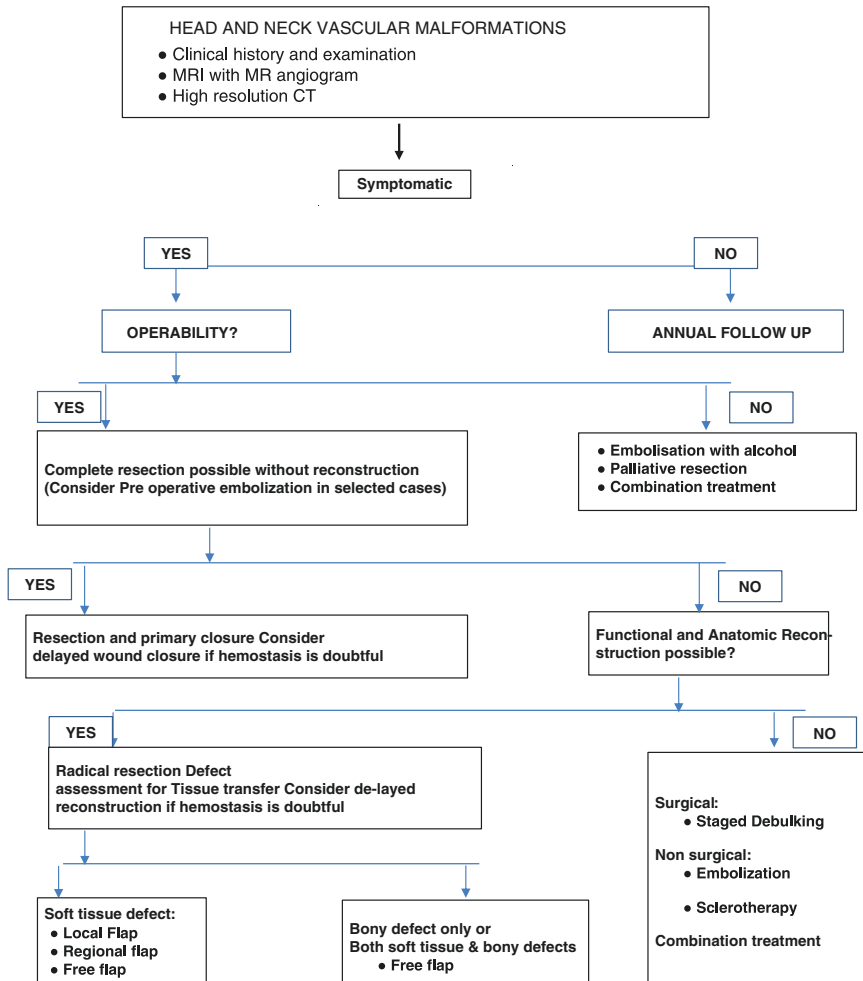 HEAD AND NECK VASCULAR MALFORMATIONS
● Clinical history and examination
● MRI with MR angiogram
● High resolution CT
Symptomatic
YES
NO
OPERABILITY?
ANNUAL FOLLOW UP
YES
NO
Complete resection possible without reconstruction
(Consider Pre operative embolization in selected cases)
● Embolisation with alcohol
● Palliative resection
● Combination treatment
YES
NO
Resection and primary closure Consider
delayed wound closure if hemostasis is doubtful
Functional and Anatomic Recon-
struction possible?
YES
NO
Radical resection Defect
assessment for Tissue transfer Consider de-layed
reconstruction if hemostasis is doubtful
Surgical:
● Staged Debulking
Non surgical:
● Embolization
● Sclerotherapy
Combination treatment
Soft tissue defect:
● Local Flap
● Regional flap
● Free flap
Bony defect only or
Both soft tissue & bony defects
● Free flap